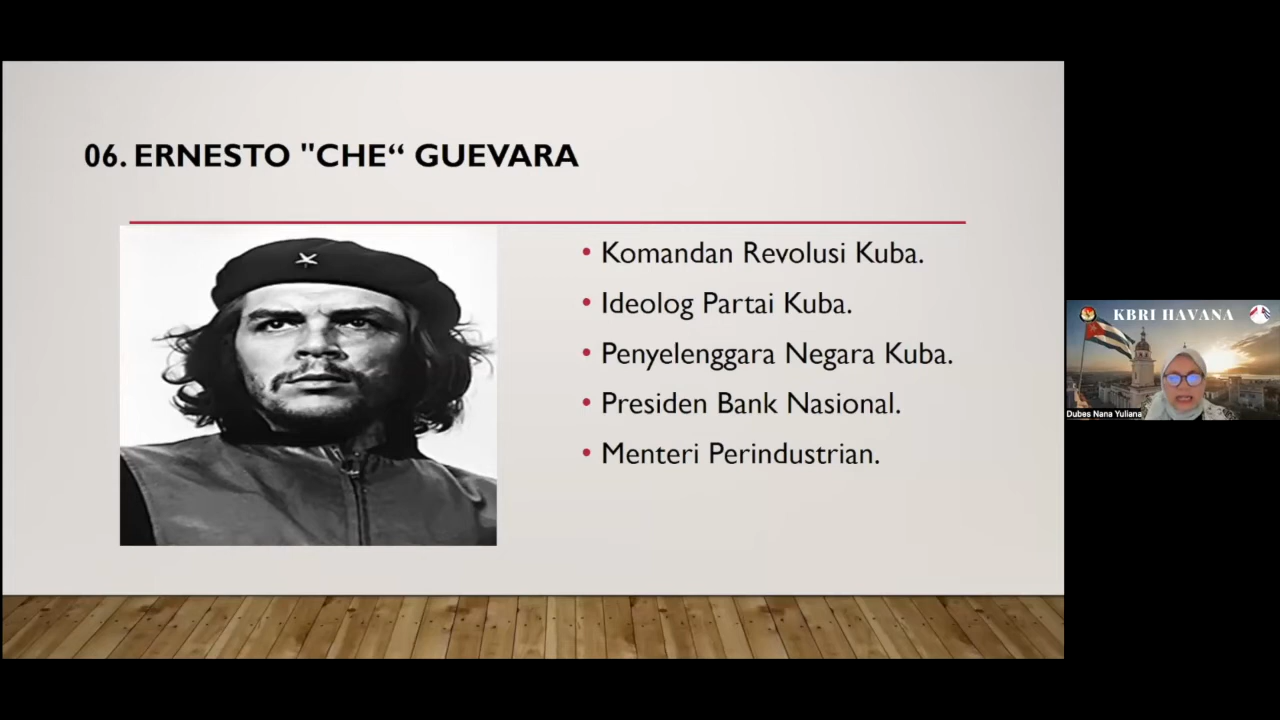 06. ERNESTO "CHE“ GUEVARA
• Komandan Revolusi Kuba.
• Ideolog Partai Kuba.
• Penyelenggara Negara Kuba.
• Presiden Bank Nasional.
• Menteri Perindustrian.
KBRI HAVANA
Dubes Nana Yuliana